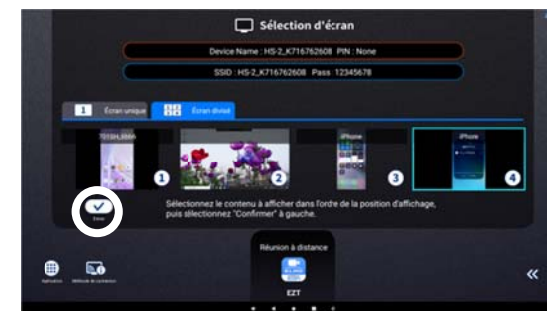 Sélection d'écran
Device Name : HS-2_K716762608 PIN : None
SSID : HS-2_K716762608 Pass 12345678
1 Écran unique
Écran divisé
iPhone
iPhone
1
2
3
4
Sélectionnez le contenu à afficher dans l'ordre de la position d'affichage,
puis sélectionnez "Confirmer" à gauche.
Réunion à distance
EZT